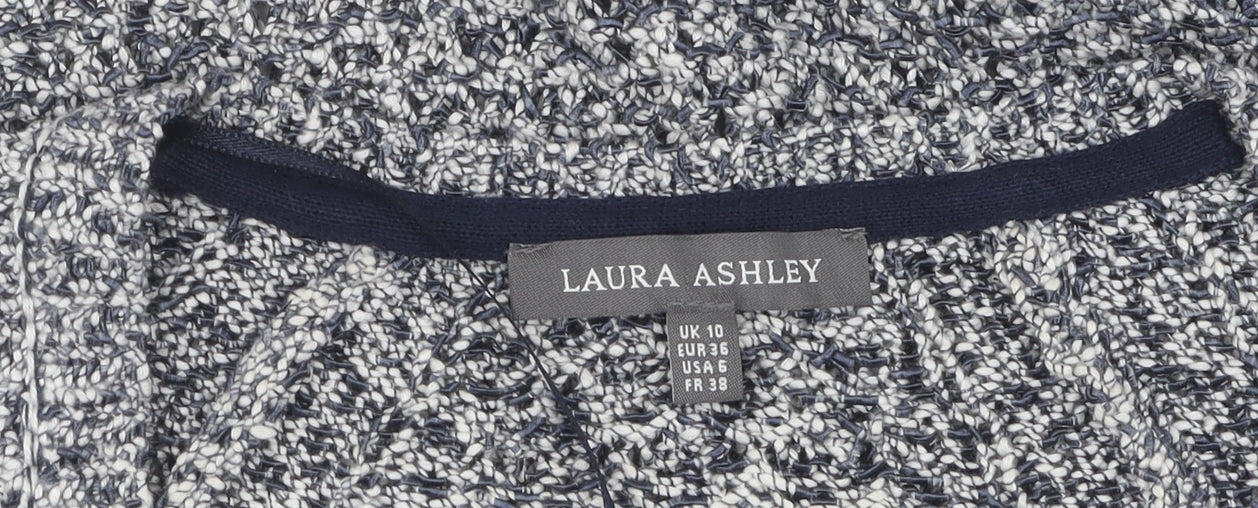 LAURA ASHLEY
UK 10
EUR 36
USA 6
FR 38